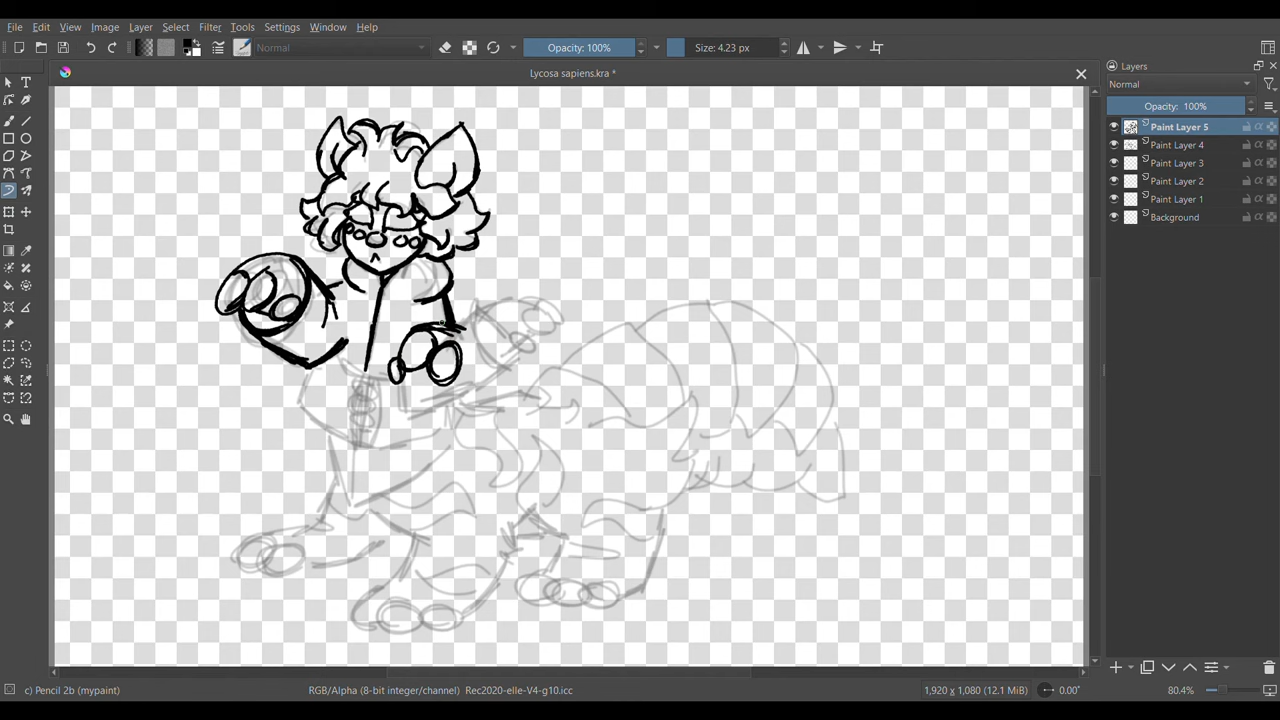 File Edit View Image Layer Select Filter Tools Settings Window Help
Normal
Opacity: 100%
Size: 4.23 px
Lycosa sapiens.kra *
Layers
Normal
Opacity: 100%
Paint Layer 5
Paint Layer 4
Paint Layer 3
Paint Layer 2
Paint Layer 1
Background
c) Pencil 2b (mypaint)
RGB/Alpha (8-bit integer/channel) Rec2020-elle-V4-g10.icc
1,920 x 1,080 (12.1 MiB)
0.00°
80.4%